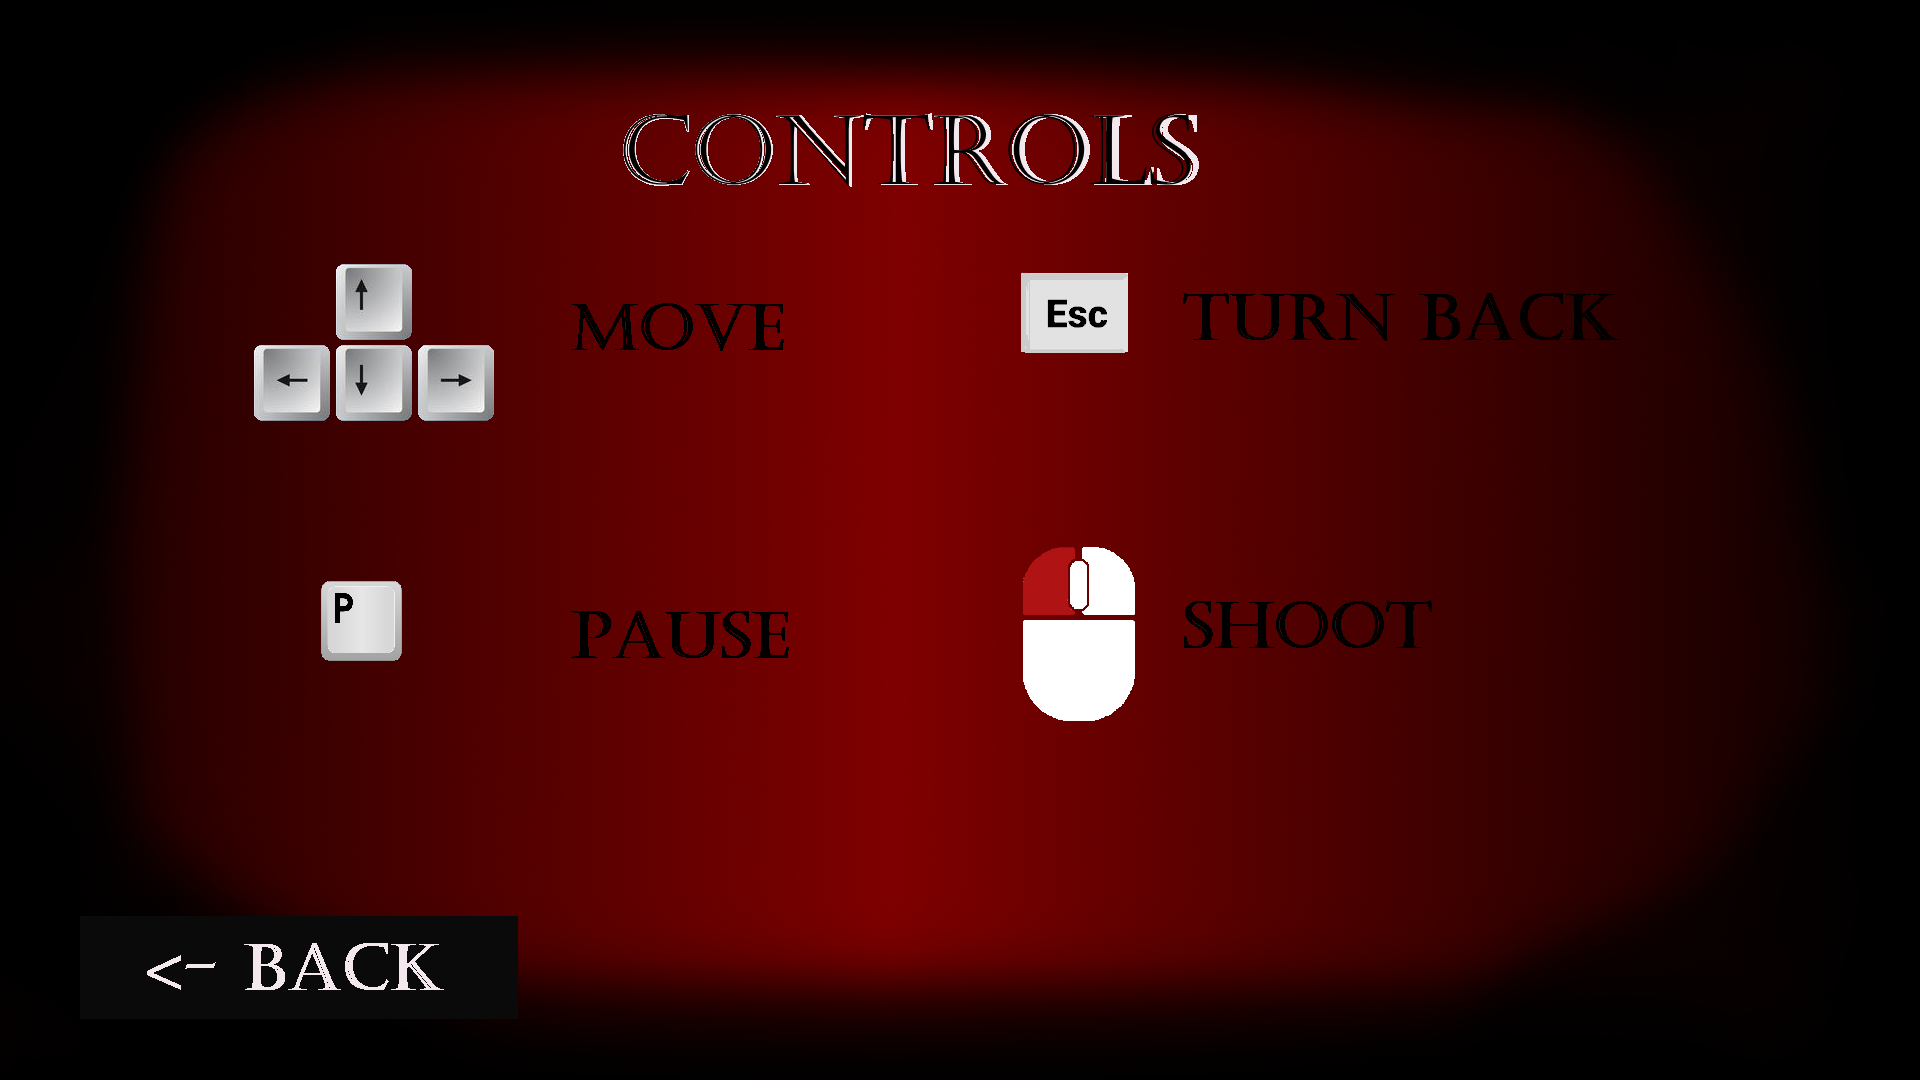 CONTROLS
↑
← ↓ →
MOVE
Esc
TURN BACK
P
PAUSE
SHOOT
<- BACK